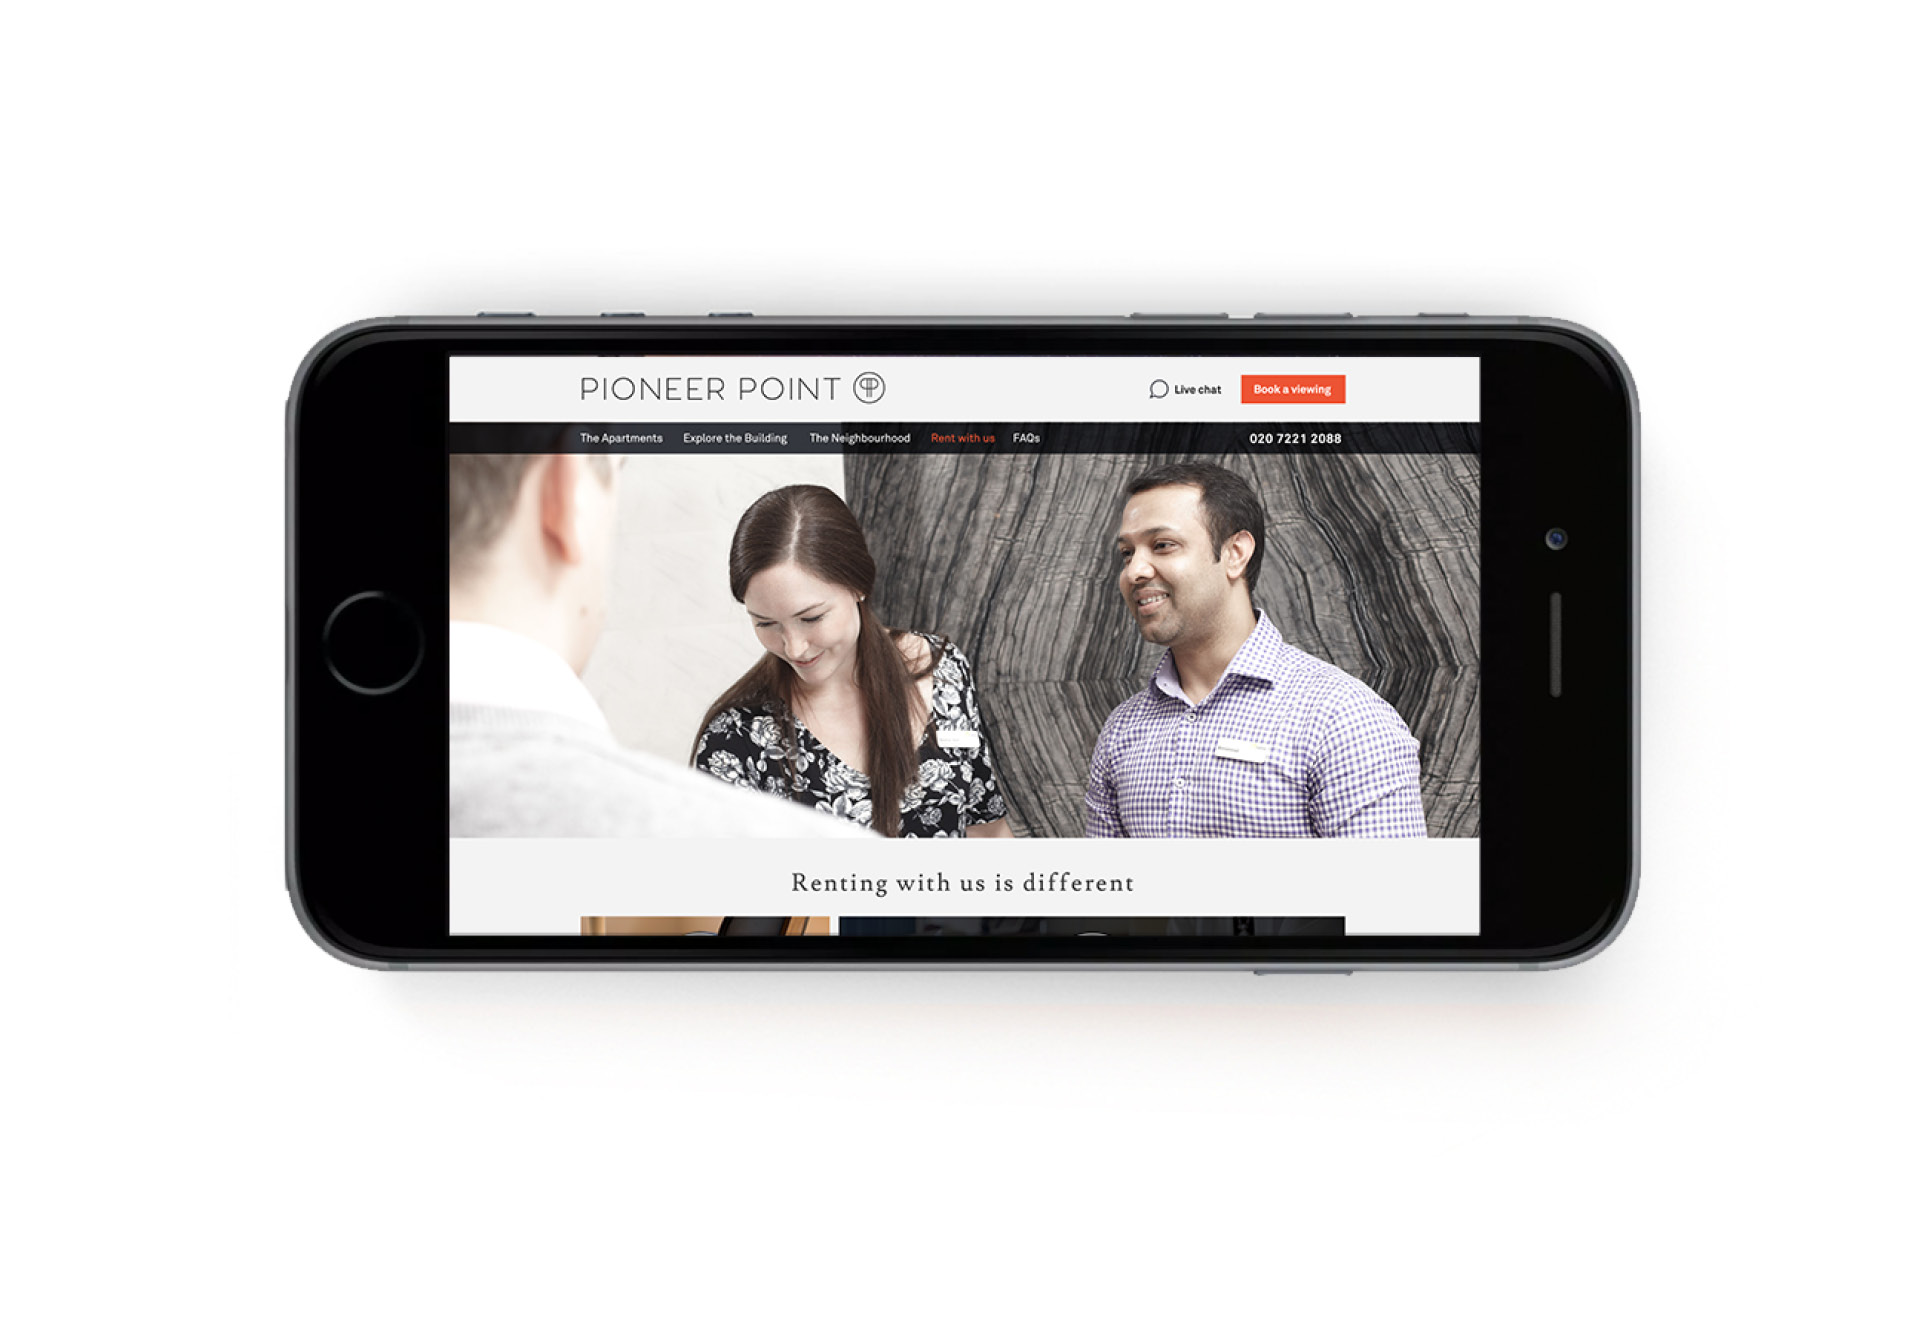 PIONEER POINT
Live chat
Book a viewing
The Apartments Explore the Building The Neighbourhood Rent with us FAQs
020 7221 2088
Renting with us is different